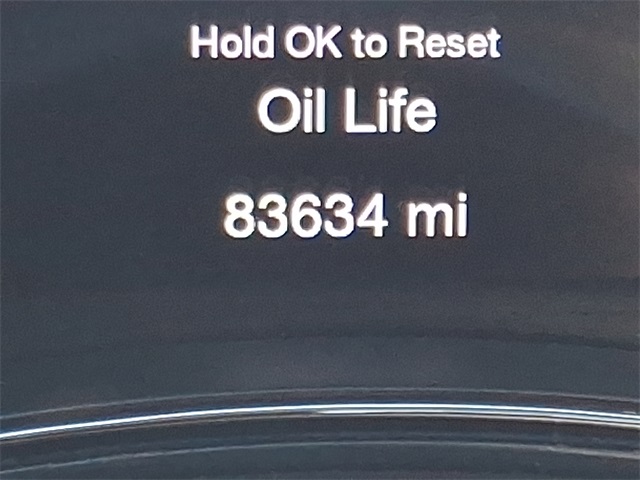 Hold OK to Reset
Oil Life
83634 mi